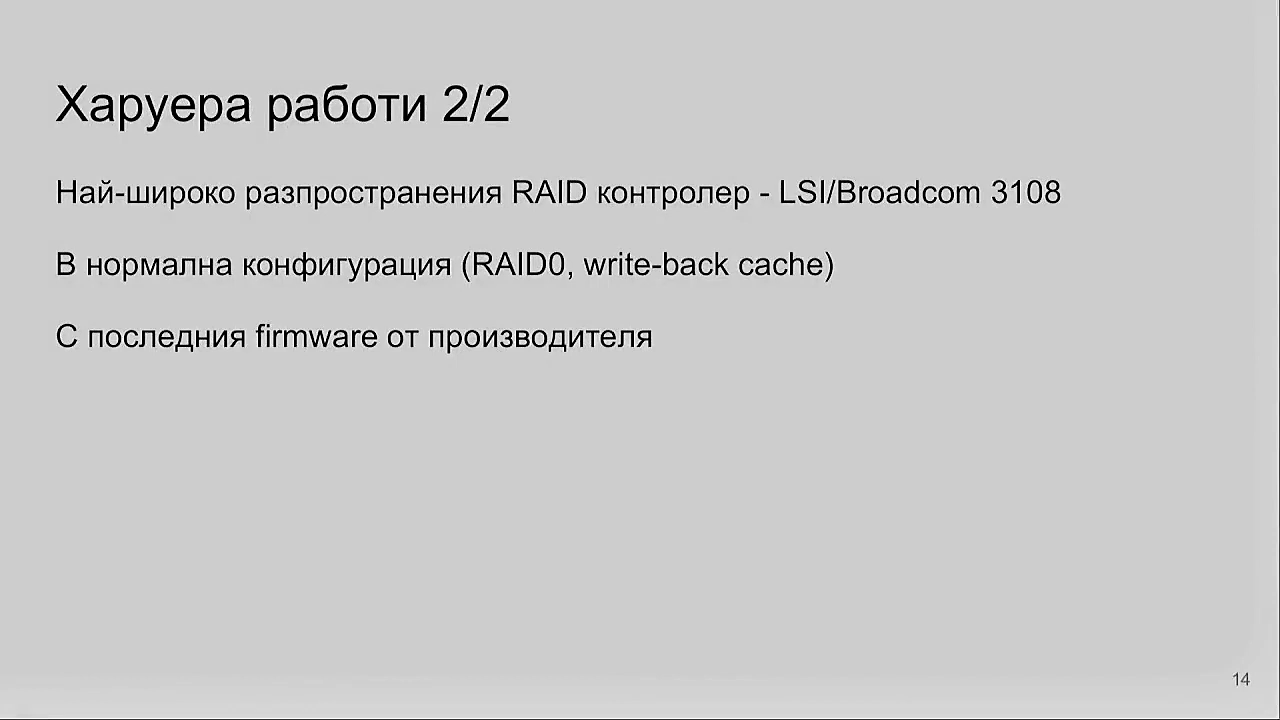 Харуера работи 2/2
Най-широко разпространения RAID контролер - LSI/Broadcom 3108
В нормална конфигурация (RAID0, write-back cache)
С последния firmware от производителя
14